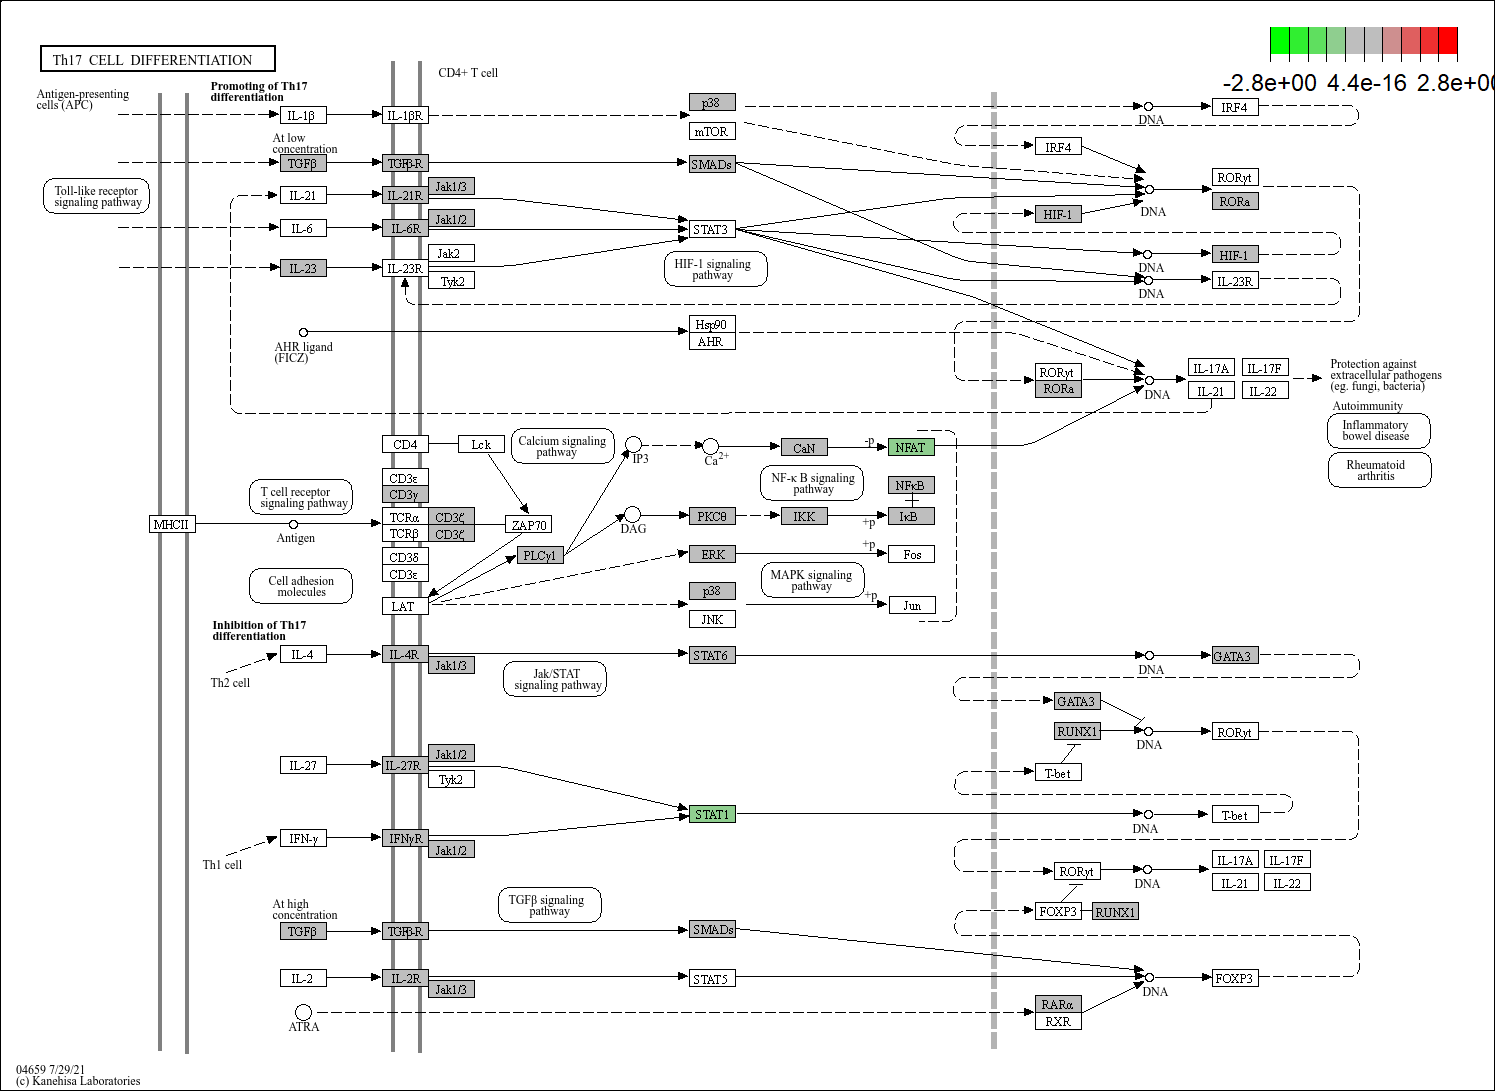 Th17 CELL DIFFERENTIATION
-2.8e+00 4.4e-16 2.8e+00
CD4+ T cell
Antigen-presenting
cells (APC)
Promoting of Th17
differentiation
IL-1β
IL-1βR
p38
mTOR
DNA
IRF4
At low
concentration
TGFβ
TGFβ-R
SMADs
IRF4
Toll-like receptor
signaling pathway
IL-21
IL-21R
Jak1/3
RORγt
RORa
DNA
HIF-1
IL-6
IL-6R
Jak1/2
STAT3
IL-23
IL-23R
Jak2
Tyk2
HIF-1 signaling
pathway
DNA
HIF-1
DNA
IL-23R
AHR ligand
(FICZ)
Hsp90
AHR
RORγt
RORa
DNA
IL-17A
IL-17F
IL-21
IL-22
Protection against
extracellular pathogens
(eg. fungi, bacteria)
Autoimmunity
Inflammatory
bowel disease
Rheumatoid
arthritis
CD4
Lck
Calcium signaling
pathway
IP3
Ca2+
CaN
-p
NFAT
CD3ε
CD3γ
T cell receptor
signaling pathway
NF-κ B signaling
pathway
NFκB
MHCII
Antigen
TCRα
TCRβ
CD3ζ
CD3ζ
ZAP70
DAG
PKCθ
IKK
+p
IκB
CD3δ
CD3ε
PLCγ1
ERK
+p
Fos
Cell adhesion
molecules
LAT
p38
JNK
MAPK signaling
pathway
+p
Jun
Inhibition of Th17
differentiation
IL-4
IL-4R
Jak1/3
STAT6
DNA
GATA3
Th2 cell
Jak/STAT
signaling pathway
GATA3
RUNX1
DNA
RORγt
IL-27
IL-27R
Jak1/2
Tyk2
T-bet
STAT1
DNA
T-bet
IFN-γ
IFNγR
Jak1/2
Th1 cell
RORγt
DNA
IL-17A
IL-17F
IL-21
IL-22
At high
concentration
TGFβ signaling
pathway
FOXP3
RUNX1
TGFβ
TGFβ-R
SMADs
IL-2
IL-2R
Jak1/3
STAT5
DNA
FOXP3
ATRA
RARα
RXR
04659 7/29/21
(c) Kanehisa Laboratories